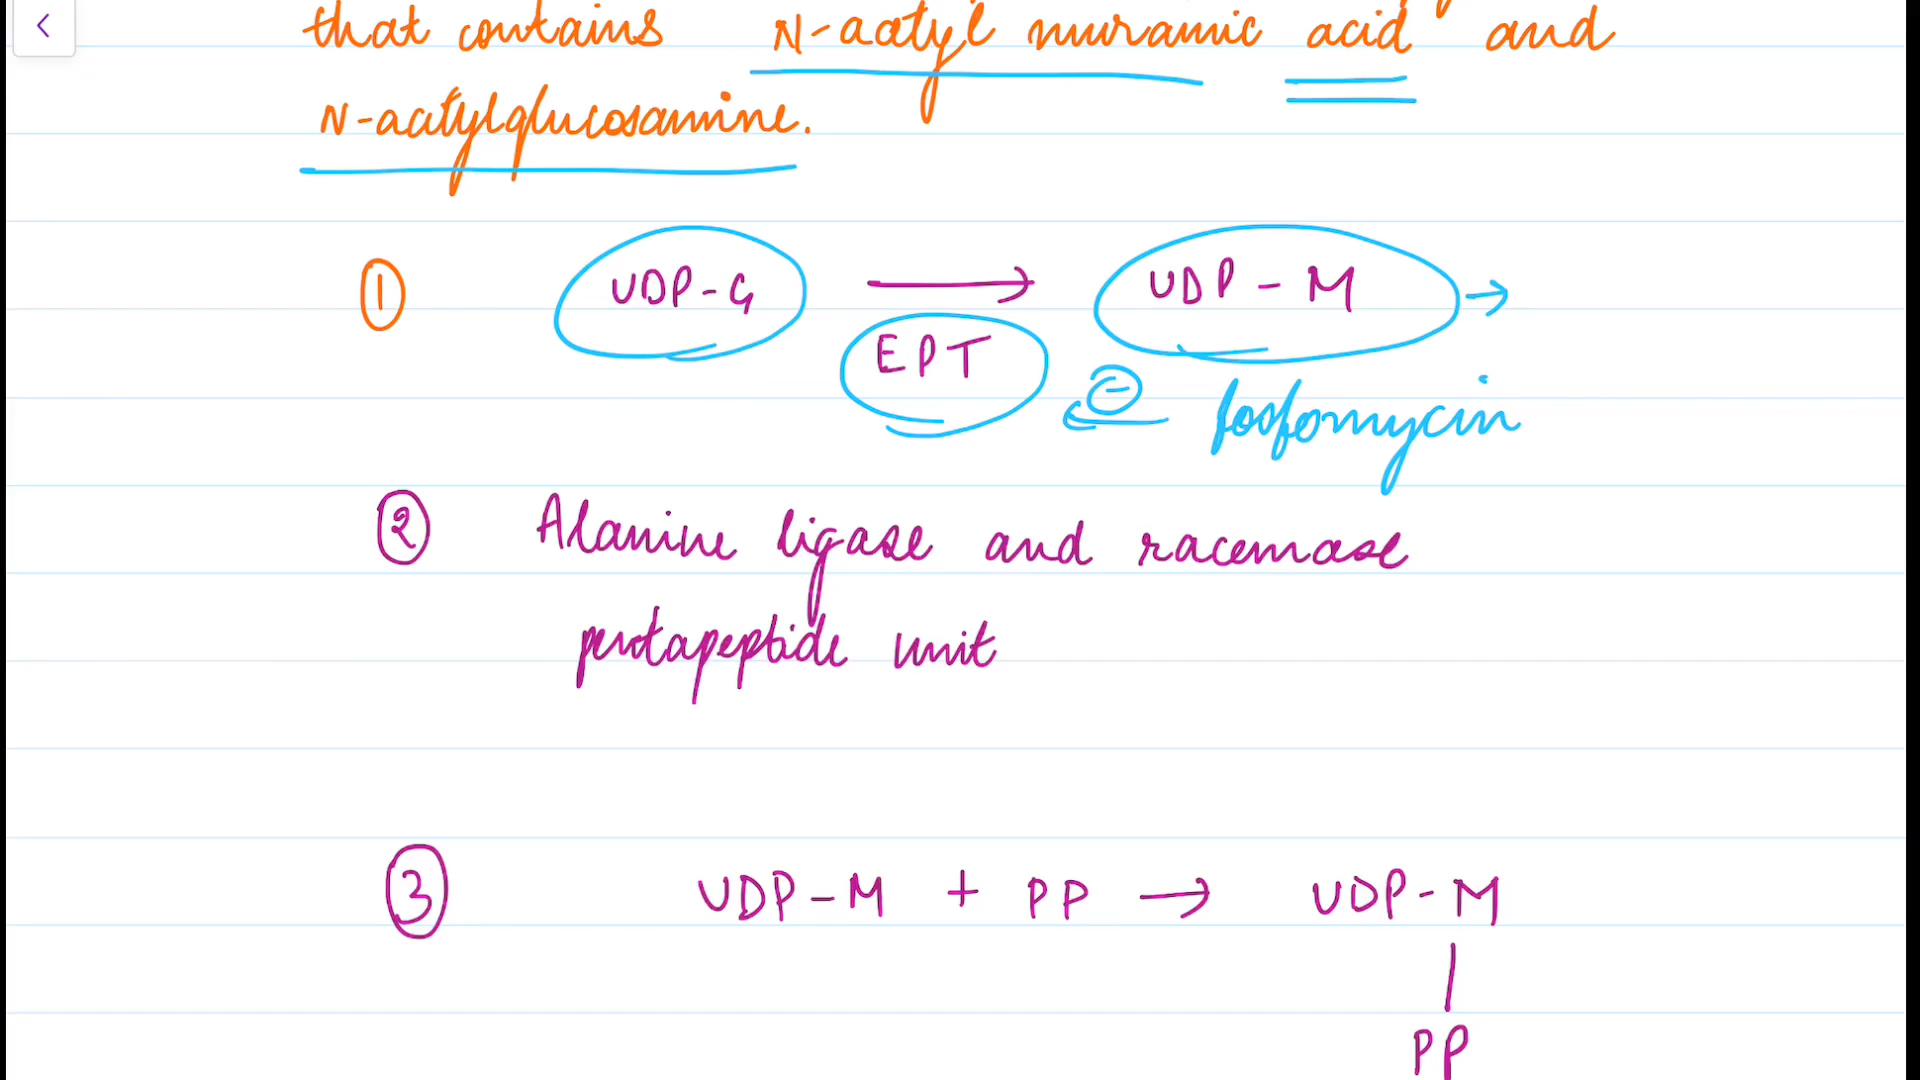 that contains N-acetyl muramic acid and
N-acetylglucosamine.
① UDP-G → UDP-M →
EPT ⊖ fosfomycin
② Alanine ligase and racemase
pentapeptide unit
③ UDP-M + PP → UDP-M
|
PP